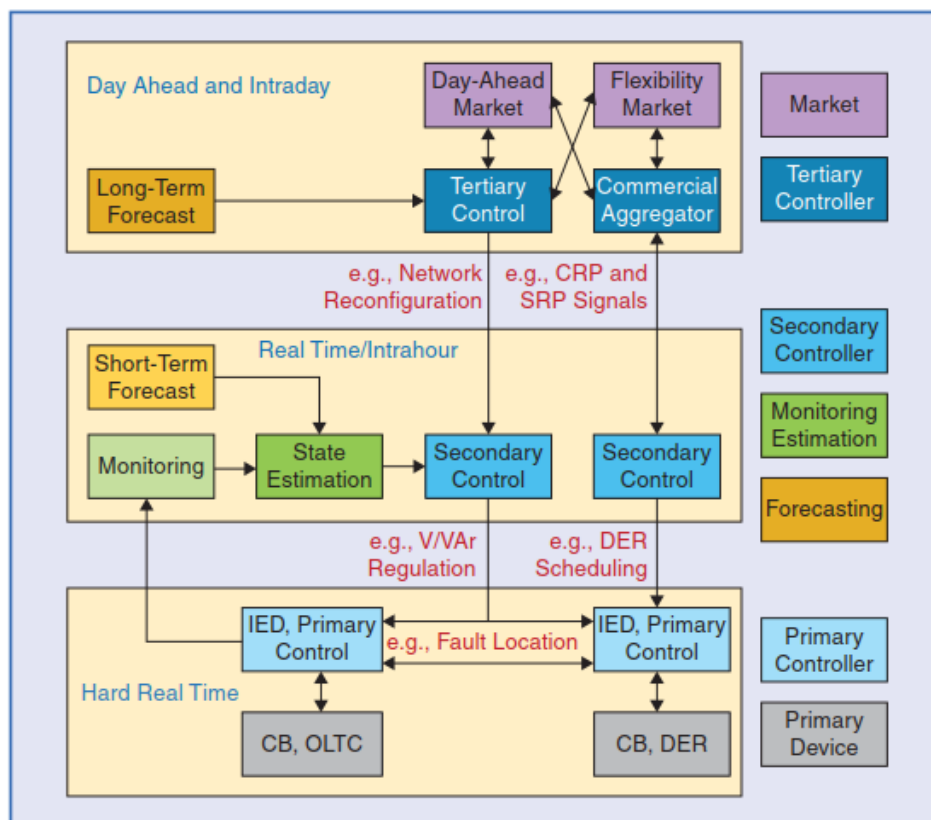 Day Ahead and Intraday
Day-Ahead
Market
Flexibility
Market
Market
Long-Term
Forecast
Tertiary
Control
Commercial
Aggregator
Tertiary
Controller
e.g., Network
Reconfiguration
e.g., CRP and
SRP Signals
Real Time/Intrahour
Short-Term
Forecast
Secondary
Controller
Monitoring
State
Estimation
Secondary
Control
Secondary
Control
Monitoring
Estimation
Forecasting
e.g., V/VAr
Regulation
e.g., DER
Scheduling
IED, Primary
Control
e.g., Fault Location
IED, Primary
Control
Primary
Controller
Hard Real Time
CB, OLTC
CB, DER
Primary
Device